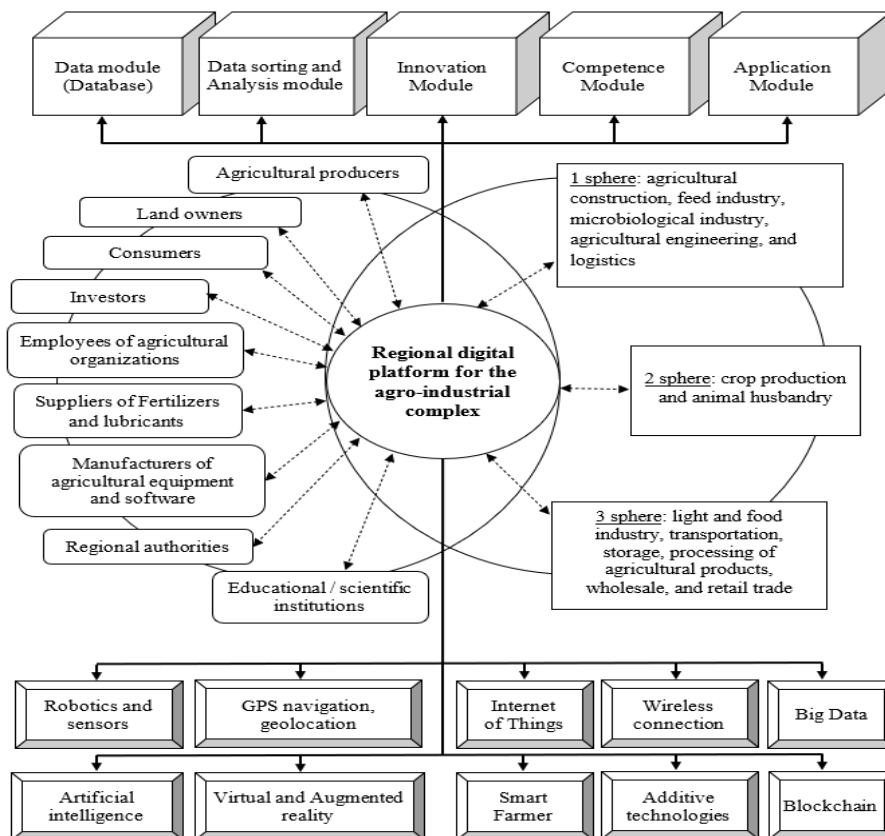 Data module
(Database)
Data sorting and
Analysis module
Innovation
Module
Competence
Module
Application
Module
Agricultural producers
Land owners
Consumers
Investors
Employees of agricultural
organizations
Suppliers of Fertilizers
and lubricants
Manufacturers of
agricultural equipment
and software
Regional authorities
Educational / scientific
institutions
Regional digital
platform for the
agro-industrial
complex
1 sphere: agricultural
construction, feed industry,
microbiological industry,
agricultural engineering, and
logistics
2 sphere: crop production
and animal husbandry
3 sphere: light and food
industry, transportation,
storage, processing of
agricultural products,
wholesale, and retail trade
Robotics and
sensors
GPS navigation,
geolocation
Internet
of Things
Wireless
connection
Big Data
Artificial
intelligence
Virtual and Augmented
reality
Smart
Farmer
Additive
technologies
Blockchain